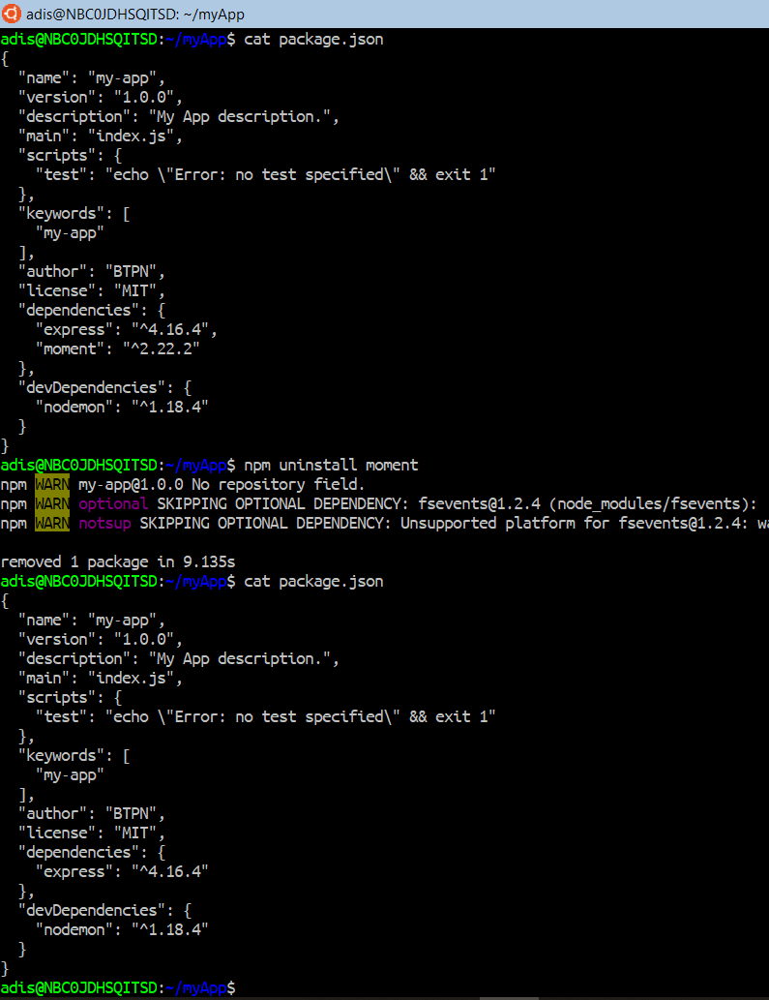 adis@NBC0JDHSQITSD: ~/myApp
adis@NBC0JDHSQITSD:~/myApp$ cat package.json
{
  "name": "my-app",
  "version": "1.0.0",
  "description": "My App description.",
  "main": "index.js",
  "scripts": {
    "test": "echo \"Error: no test specified\" && exit 1"
  },
  "keywords": [
    "my-app"
  ],
  "author": "BTPN",
  "license": "MIT",
  "dependencies": {
    "express": "^4.16.4",
    "moment": "^2.22.2"
  },
  "devDependencies": {
    "nodemon": "^1.18.4"
  }
}
adis@NBC0JDHSQITSD:~/myApp$ npm uninstall moment
npm WARN my-app@1.0.0 No repository field.
npm WARN optional SKIPPING OPTIONAL DEPENDENCY: fsevents@1.2.4 (node_modules/fsevents):
npm WARN notsup SKIPPING OPTIONAL DEPENDENCY: Unsupported platform for fsevents@1.2.4: wa

removed 1 package in 9.135s
adis@NBC0JDHSQITSD:~/myApp$ cat package.json
{
  "name": "my-app",
  "version": "1.0.0",
  "description": "My App description.",
  "main": "index.js",
  "scripts": {
    "test": "echo \"Error: no test specified\" && exit 1"
  },
  "keywords": [
    "my-app"
  ],
  "author": "BTPN",
  "license": "MIT",
  "dependencies": {
    "express": "^4.16.4"
  },
  "devDependencies": {
    "nodemon": "^1.18.4"
  }
}
adis@NBC0JDHSQITSD:~/myApp$